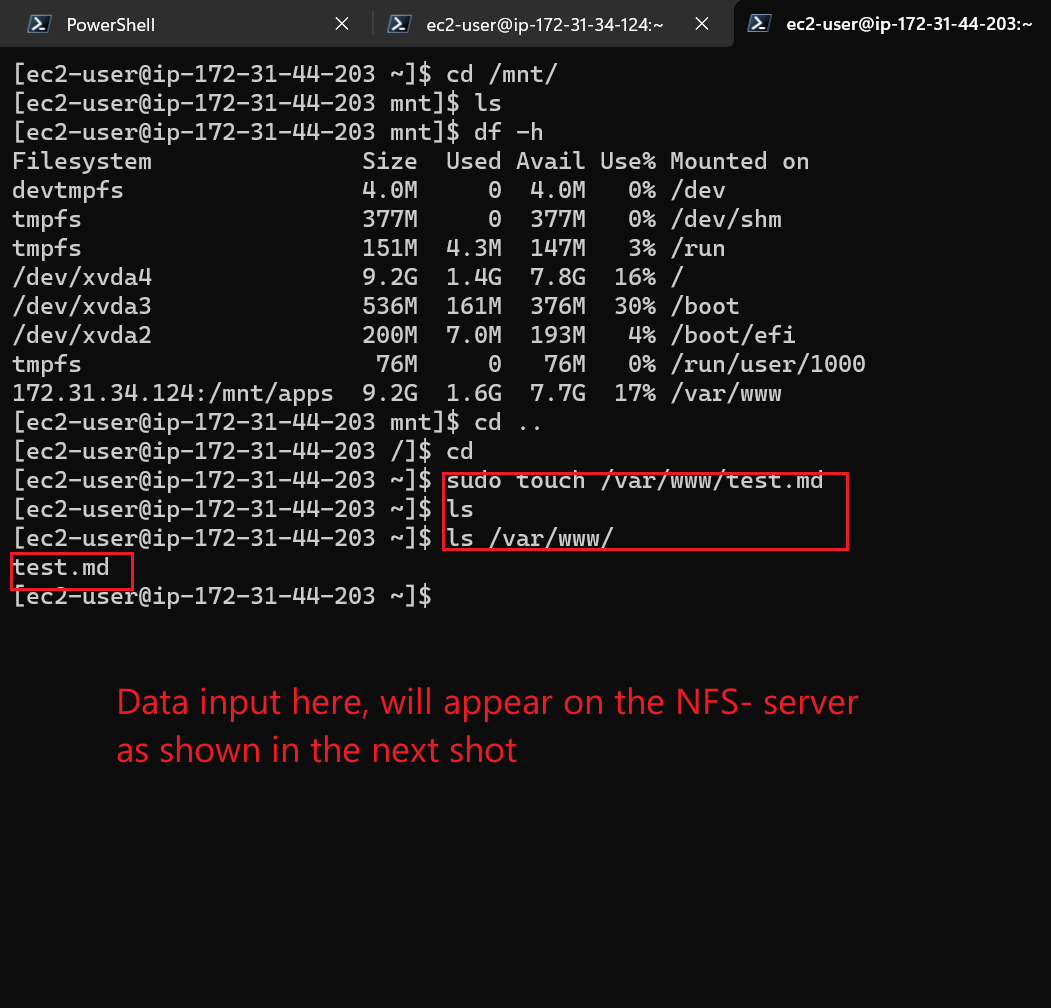 PowerShell
ec2-user@ip-172-31-34-124:~
ec2-user@ip-172-31-44-203:~
[ec2-user@ip-172-31-44-203 ~]$ cd /mnt/
[ec2-user@ip-172-31-44-203 mnt]$ ls
[ec2-user@ip-172-31-44-203 mnt]$ df -h
Filesystem               Size  Used Avail Use% Mounted on
devtmpfs                 4.0M     0  4.0M   0% /dev
tmpfs                    377M     0  377M   0% /dev/shm
tmpfs                    151M  4.3M  147M   3% /run
/dev/xvda4               9.2G  1.4G  7.8G  16% /
/dev/xvda3               536M  161M  376M  30% /boot
/dev/xvda2               200M  7.0M  193M   4% /boot/efi
tmpfs                     76M     0   76M   0% /run/user/1000
172.31.34.124:/mnt/apps  9.2G  1.6G  7.7G  17% /var/www
[ec2-user@ip-172-31-44-203 mnt]$ cd ..
[ec2-user@ip-172-31-44-203 /]$ cd
[ec2-user@ip-172-31-44-203 ~]$ sudo touch /var/www/test.md
[ec2-user@ip-172-31-44-203 ~]$ ls
[ec2-user@ip-172-31-44-203 ~]$ ls /var/www/
test.md
[ec2-user@ip-172-31-44-203 ~]$
Data input here, will appear on the NFS- server
as shown in the next shot